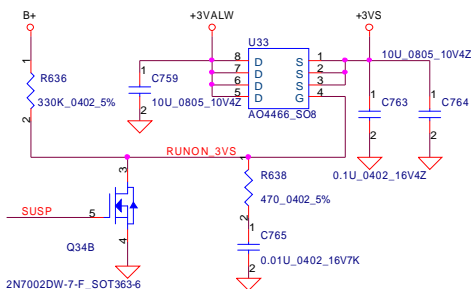 B+
+3VALW
+3VS
U33
1
R636
330K_0402_5%
2
1
C759
10U_0805_10V4Z
2
8 D S 1
7 D S 2
6 D S 3
5 D G 4
AO4466_SO8
10U_0805_10V4Z
1
C763
2
0.1U_0402_16V4Z
1
C764
2
RUNON_3VS
3
SUSP
5
4
Q34B
2N7002DW-7-F_SOT363-6
1
R638
470_0402_5%
2
1
C765
0.01U_0402_16V7K
2